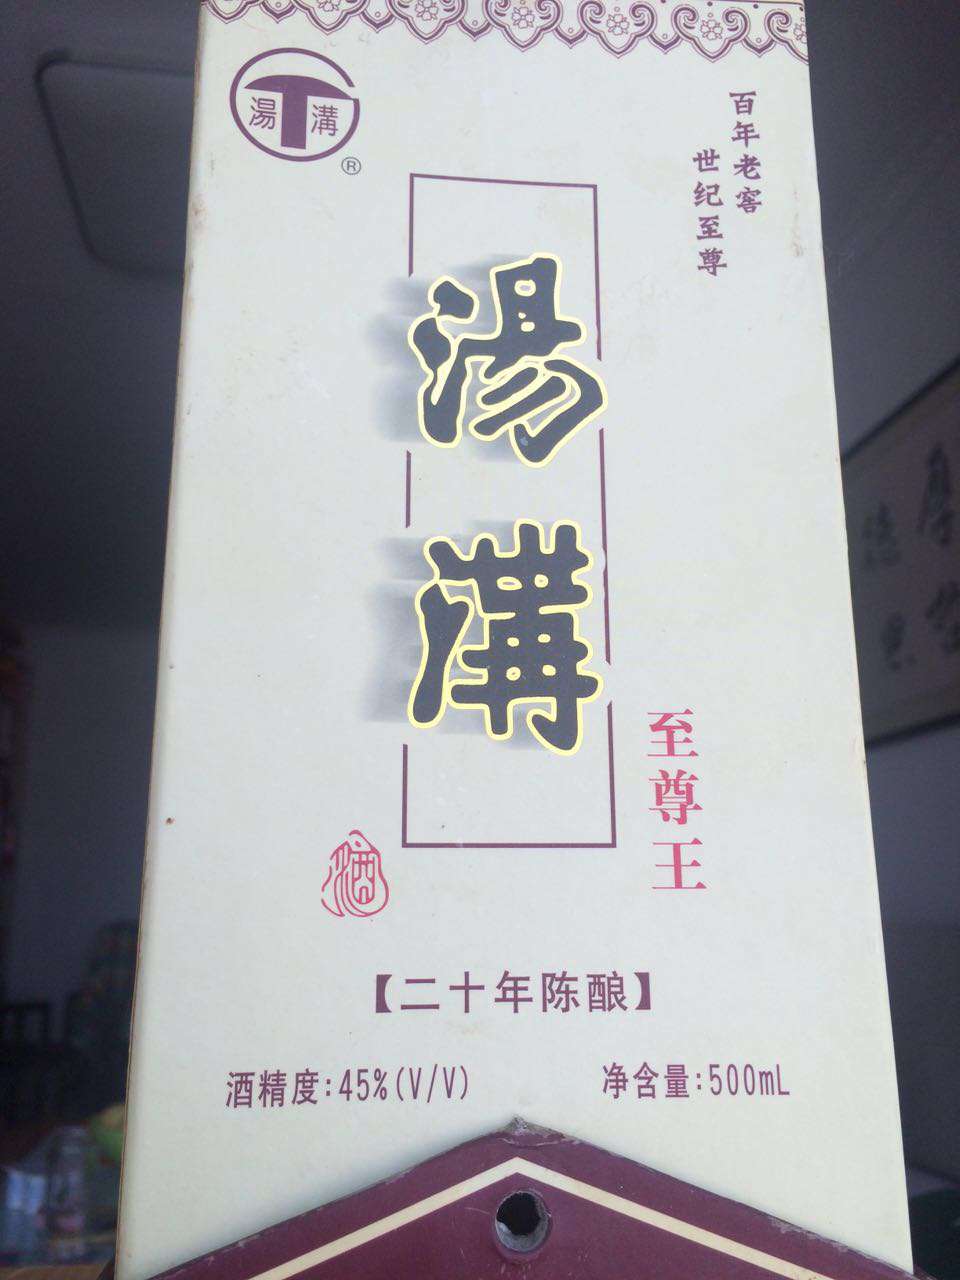 湯溝
®
百年老窖
世纪至尊
湯溝
至尊王
酒
【二十年陈酿】
酒精度:45%(V/V)
净含量:500mL